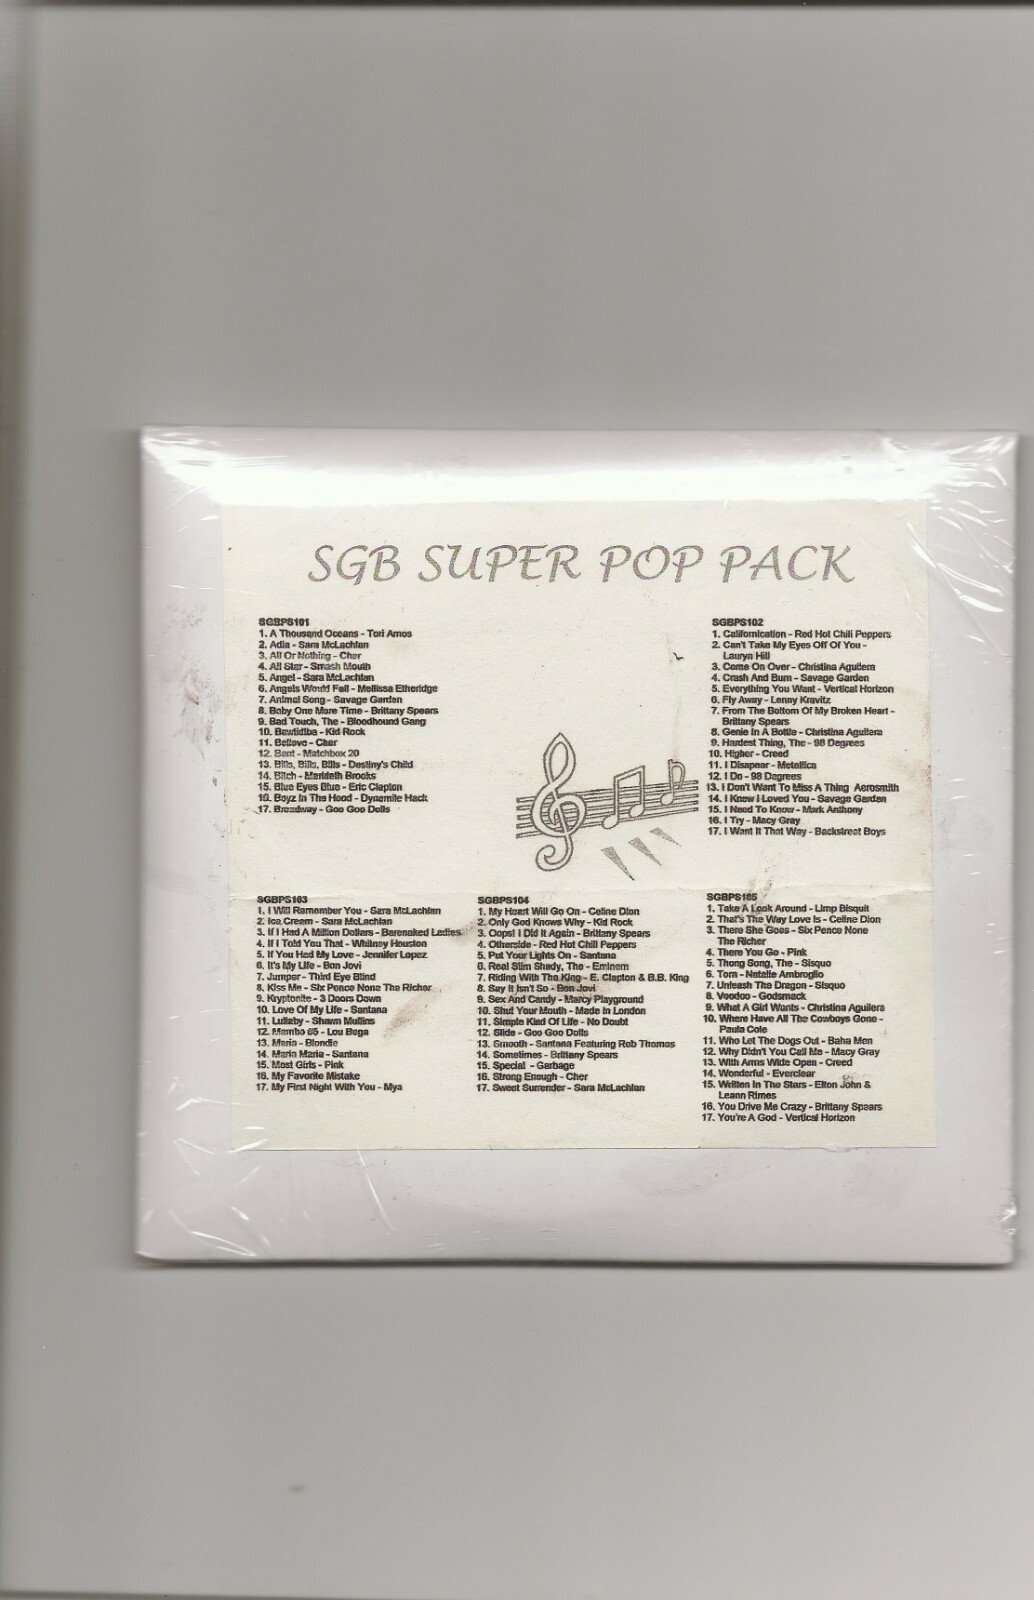 SGB SUPER POP PACK
SGBPS101
1. A Thousand Oceans - Tori Amos
2. Adia - Sara McLachlan
3. All Or Nothing - Cher
4. All Star - Smash Mouth
5. Angel - Sara McLachlan
6. Angels Would Fall - Mellissa Etheridge
7. Animal Song - Savage Garden
8. Baby One More Time - Brittany Spears
9. Bad Touch, The - Bloodhound Gang
10. Bawtidiba - Kid Rock
11. Believe - Cher
12. Bent - Matchbox 20
13. Bills, Bills, Bills - Destiny's Child
14. Bitch - Merideth Brooks
15. Blue Eyes Blue - Eric Clapton
16. Boyz In The Hood - Dynamite Hack
17. Broadway - Goo Goo Dolls
SGBPS102
1. Californication - Red Hot Chili Peppers
2. Can't Take My Eyes Off Of You -
Lauryn Hill
3. Come On Over - Christina Aguilera
4. Crash And Burn - Savage Garden
5. Everything You Want - Vertical Horizon
6. Fly Away - Lenny Kravitz
7. From The Bottom Of My Broken Heart -
Brittany Spears
8. Genie In A Bottle - Christina Aguilera
9. Hardest Thing, The - 98 Degrees
10. Higher - Creed
11. I Disapear - Metellica
12. I Do - 98 Degrees
13. I Don't Want To Miss A Thing Aerosmith
14. I Knew I Loved You - Savage Garden
15. I Need To Know - Mark Anthony
16. I Try - Macy Gray
17. I Want It That Way - Backstreet Boys
SGBPS103
1. I Will Remember You - Sara McLachlan
2. Ice Cream - Sara McLachlan
3. If I Had A Million Dollars - Barenaked Ladies
4. If I Told You That - Whitney Houston
5. If You Had My Love - Jennifer Lopez
6. It's My Life - Bon Jovi
7. Jumper - Third Eye Blind
8. Kiss Me - Six Pence None The Richer
9. Kryptonite - 3 Doors Down
10. Love Of My Life - Santana
11. Lullaby - Shawn Mullins
12. Mambo #5 - Lou Bega
13. Maria - Blondie
14. Maria Maria - Santana
15. Most Girls - Pink
16. My Favorite Mistake
17. My First Night With You - Mya
SGBPS104
1. My Heart Will Go On - Celine Dion
2. Only God Knows Why - Kid Rock
3. Oops! I Did It Again - Brittany Spears
4. Otherside - Red Hot Chili Peppers
5. Put Your Lights On - Santana
6. Real Slim Shady, The - Eminem
7. Riding With The King - E. Clapton & B.B. King
8. Say It Isn't So - Bon Jovi
9. Sex And Candy - Marcy Playground
10. Shut Your Mouth - Made In London
11. Simple Kind Of Life - No Doubt
12. Slide - Goo Goo Dolls
13. Smooth - Santana Featuring Rob Thomas
14. Sometimes - Brittany Spears
15. Special - Garbage
16. Strong Enough - Cher
17. Sweet Surrender - Sara McLachlan
SGBPS105
1. Take A Look Around - Limp Bisquit
2. That's The Way Love Is - Celine Dion
3. There She Goes - Six Pence None
The Richer
4. There You Go - Pink
5. Thong Song, The - Sisquo
6. Torn - Natalie Ambroglio
7. Unleash The Dragon - Sisquo
8. Voodoo - Godsmack
9. What A Girl Wants - Christina Aguilera
10. Where Have All The Cowboys Gone -
Paula Cole
11. Who Let The Dogs Out - Baha Men
12. Why Didn't You Call Me - Macy Gray
13. With Arms Wide Open - Creed
14. Wonderful - Everclear
15. Written In The Stars - Elton John &
Leann Rimes
16. You Drive Me Crazy - Brittany Spears
17. You're A God - Vertical Horizon